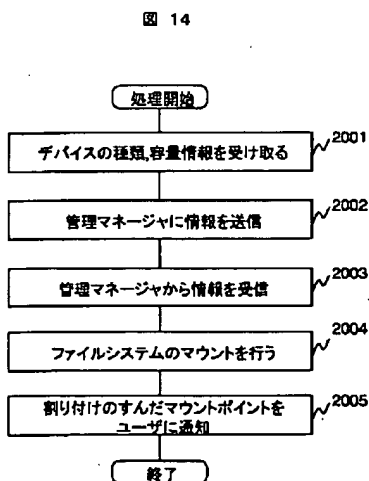 図 14
処理開始
デバイスの種類,容量情報を受け取る
2001
管理マネージャに情報を送信
2002
管理マネージャから情報を受信
2003
ファイルシステムのマウントを行う
2004
割り付けのすんだマウントポイントを
ユーザに通知
2005
終了